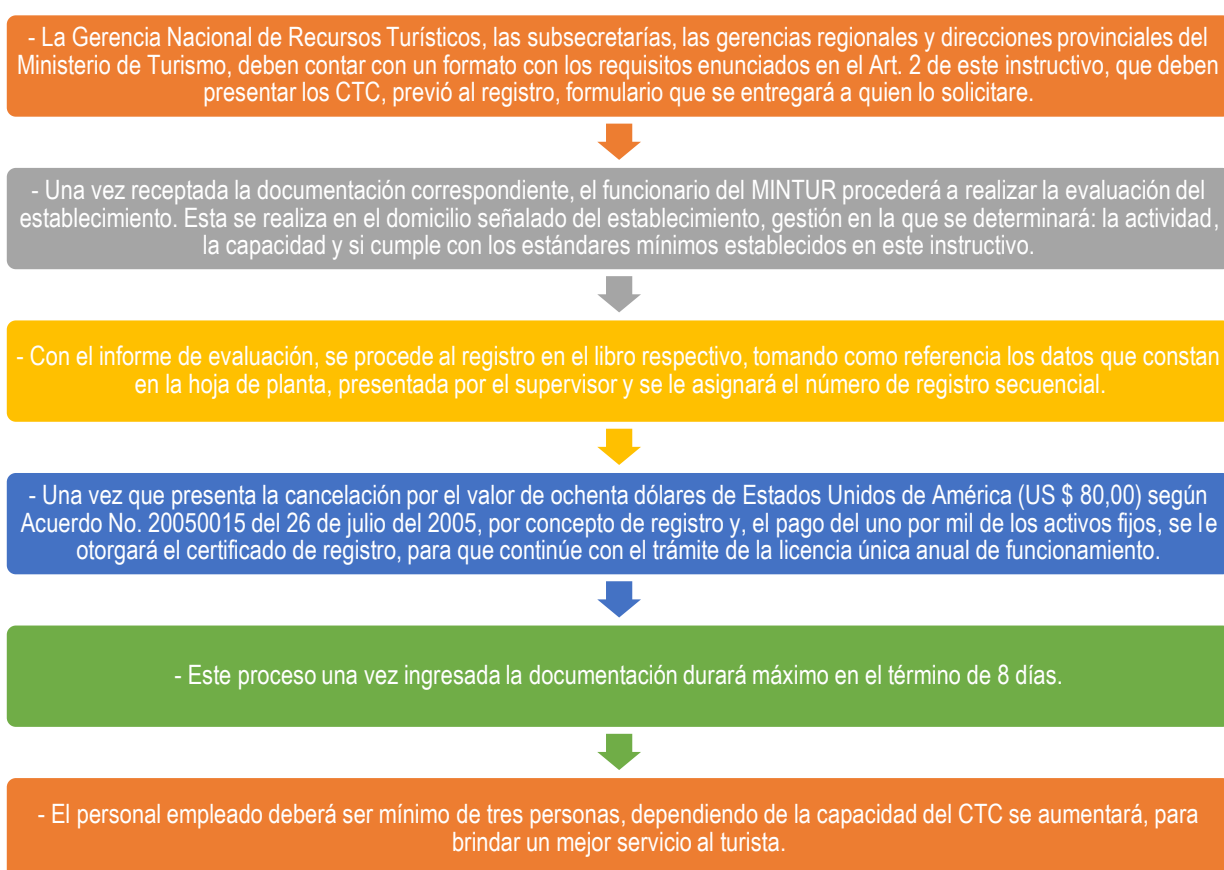 - La Gerencia Nacional de Recursos Turísticos, las subsecretarías, las gerencias regionales y direcciones provinciales del
Ministerio de Turismo, deben contar con un formato con los requisitos enunciados en el Art. 2 de este instructivo, que deben
presentar los CTC, previó al registro, formulario que se entregará a quien lo solicitare.
- Una vez receptada la documentación correspondiente, el funcionario del MINTUR procederá a realizar la evaluación del
establecimiento. Esta se realiza en el domicilio señalado del establecimiento, gestión en la que se determinará: la actividad,
la capacidad y si cumple con los estándares mínimos establecidos en este instructivo.
- Con el informe de evaluación, se procede al registro en el libro respectivo, tomando como referencia los datos que constan
en la hoja de planta, presentada por el supervisor y se le asignará el número de registro secuencial.
- Una vez que presenta la cancelación por el valor de ochenta dólares de Estados Unidos de América (US $ 80,00) según
Acuerdo No. 20050015 del 26 de julio del 2005, por concepto de registro y, el pago del uno por mil de los activos fijos, se le
otorgará el certificado de registro, para que continúe con el trámite de la licencia única anual de funcionamiento.
- Este proceso una vez ingresada la documentación durará máximo en el término de 8 días.
- El personal empleado deberá ser mínimo de tres personas, dependiendo de la capacidad del CTC se aumentará, para
brindar un mejor servicio al turista.